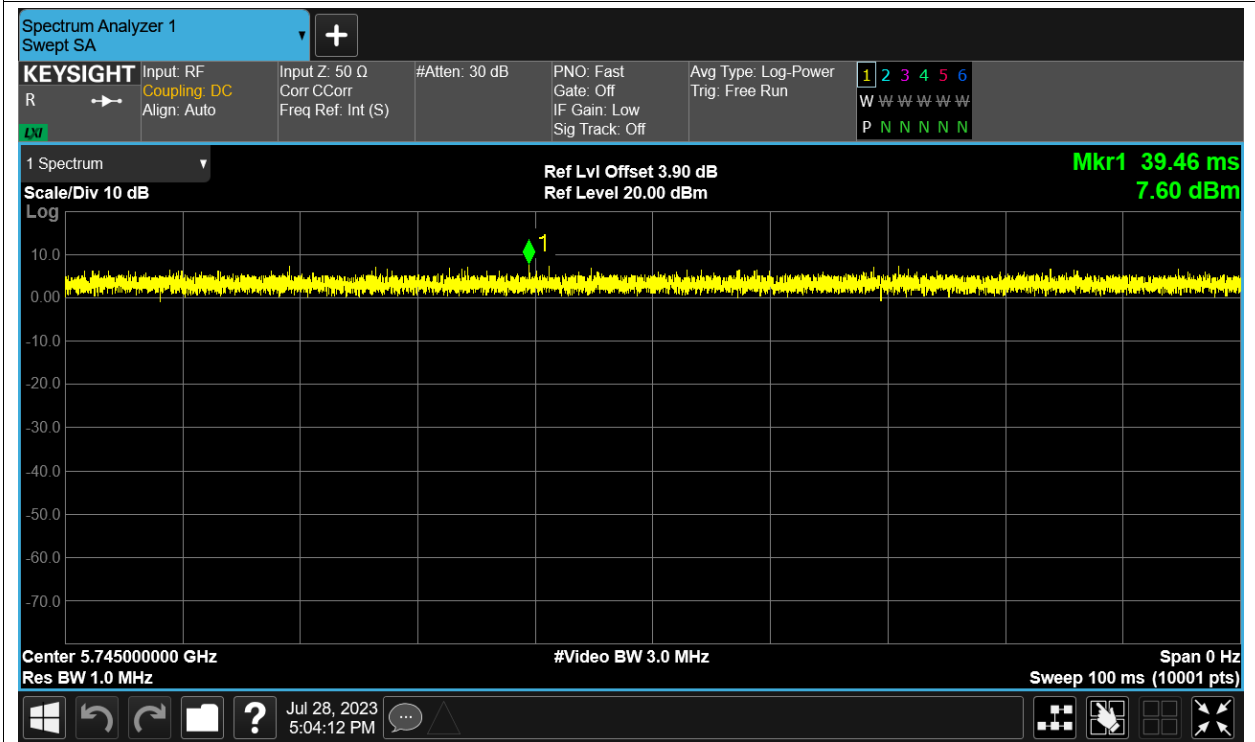 Spectrum Analyzer 1
Swept SA
+
KEYSIGHT
R
LXI
Input: RF
Coupling: DC
Align: Auto
Input Z: 50 Ω
Corr CCorr
Freq Ref: Int (S)
#Atten: 30 dB
PNO: Fast
Gate: Off
IF Gain: Low
Sig Track: Off
Avg Type: Log-Power
Trig: Free Run
1 2 3 4 5 6
W W W W W W
P N N N N N
1 Spectrum
Scale/Div 10 dB
Ref Lvl Offset 3.90 dB
Ref Level 20.00 dBm
Mkr1 39.46 ms
7.60 dBm
Log
1
10.0
0.00
-10.0
-20.0
-30.0
-40.0
-50.0
-60.0
-70.0
Center 5.745000000 GHz
#Video BW 3.0 MHz
Span 0 Hz
Res BW 1.0 MHz
Sweep 100 ms (10001 pts)
?
Jul 28, 2023
5:04:12 PM